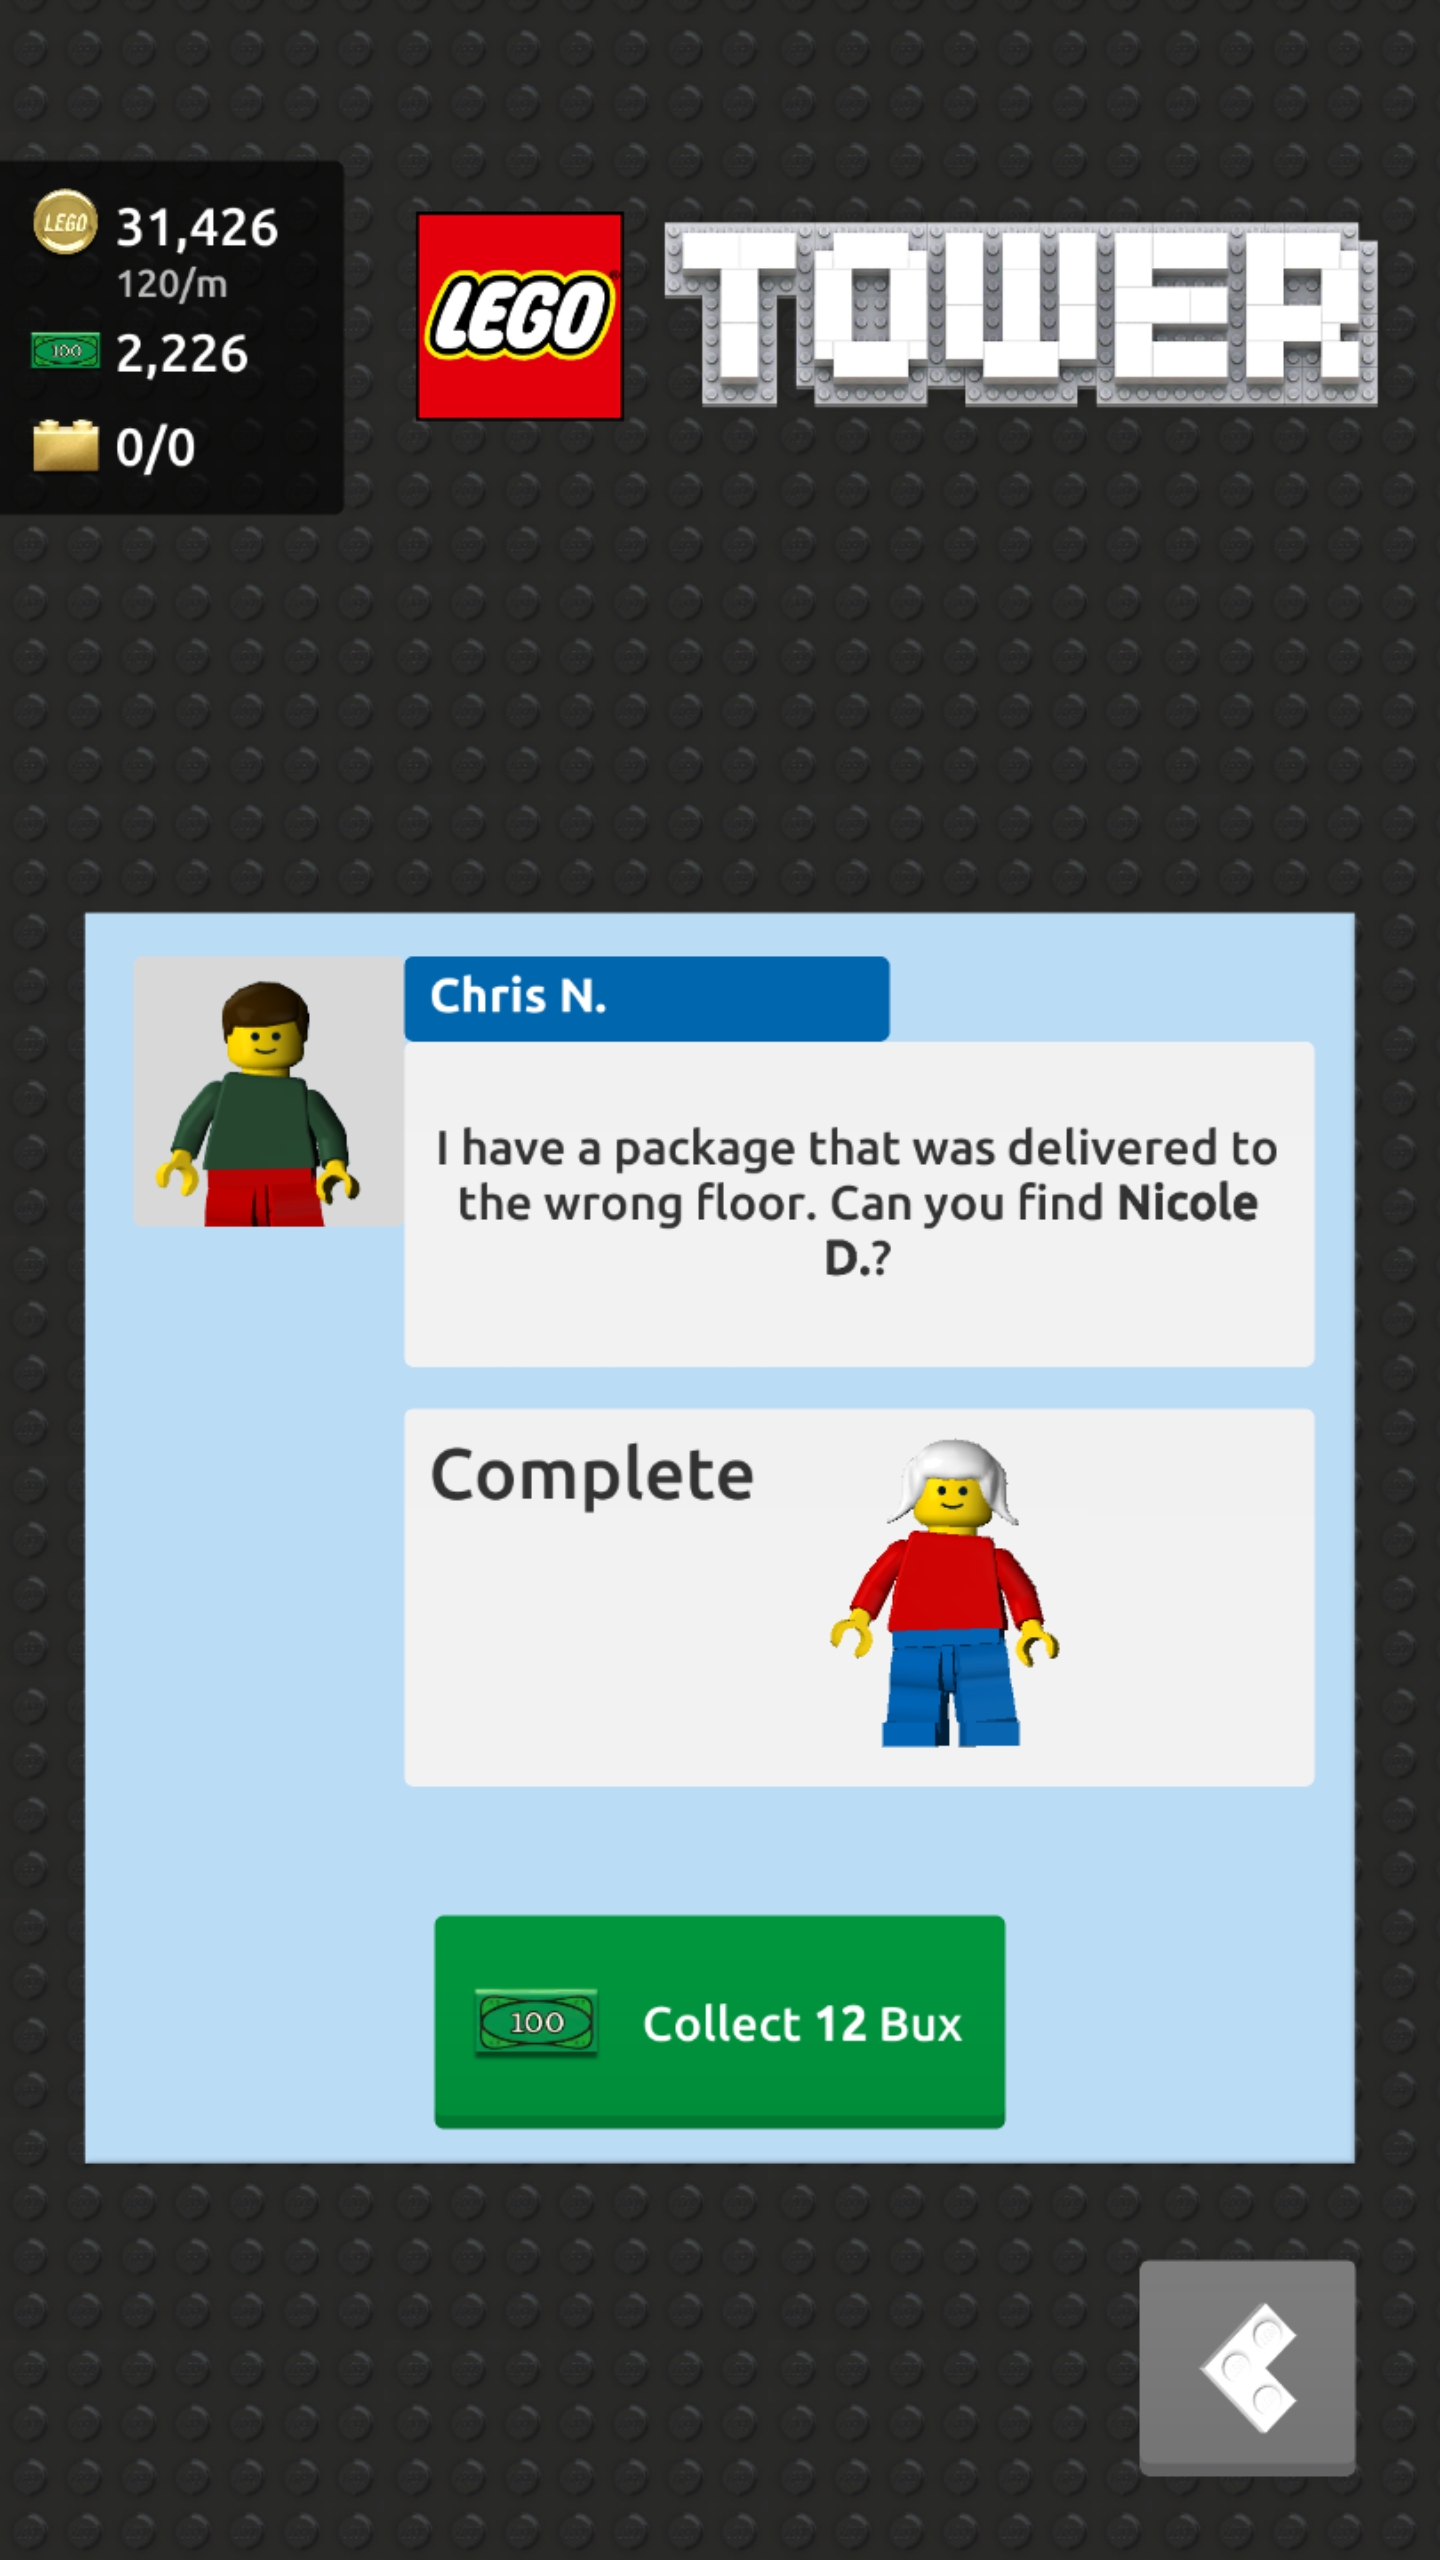 LEGO
31,426
120/m
100
2,226
0/0
LEGO
TOWER
Chris N.
I have a package that was delivered to
the wrong floor. Can you find Nicole
D.?
Complete
100
Collect 12 Bux